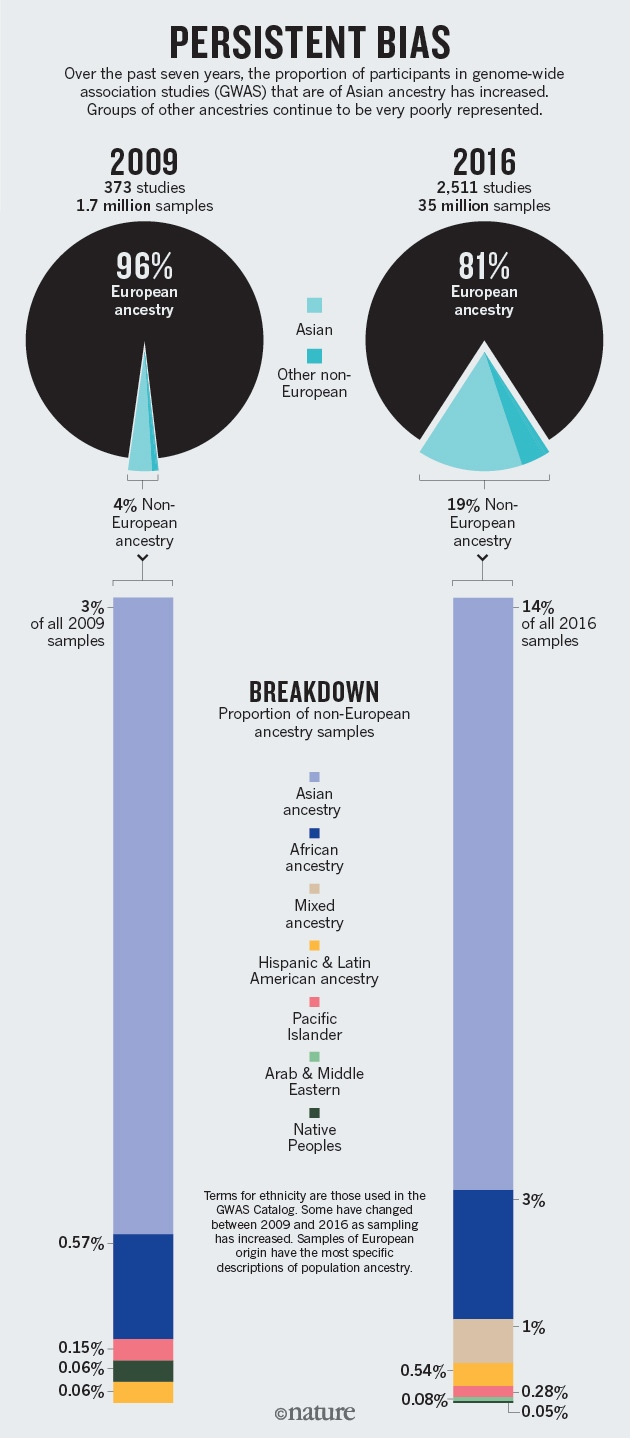 PERSISTENT BIAS
Over the past seven years, the proportion of participants in genome-wide
association studies (GWAS) that are of Asian ancestry has increased.
Groups of other ancestries continue to be very poorly represented.
2009
373 studies
1.7 million samples
96%
European
ancestry
4% Non-
European
ancestry
2016
2,511 studies
35 million samples
81%
European
ancestry
19% Non-
European
ancestry
Asian
Other non-
European
3%
of all 2009
samples
0.57%
0.15%
0.06%
0.06%
14%
of all 2016
samples
3%
1%
0.54%
0.28%
0.08%
0.05%
BREAKDOWN
Proportion of non-European
ancestry samples
Asian
ancestry
African
ancestry
Mixed
ancestry
Hispanic & Latin
American ancestry
Pacific
Islander
Arab & Middle
Eastern
Native
Peoples
Terms for ethnicity are those used in the
GWAS Catalog. Some have changed
between 2009 and 2016 as sampling
has increased. Samples of European
origin have the most specific
descriptions of population ancestry.
©nature